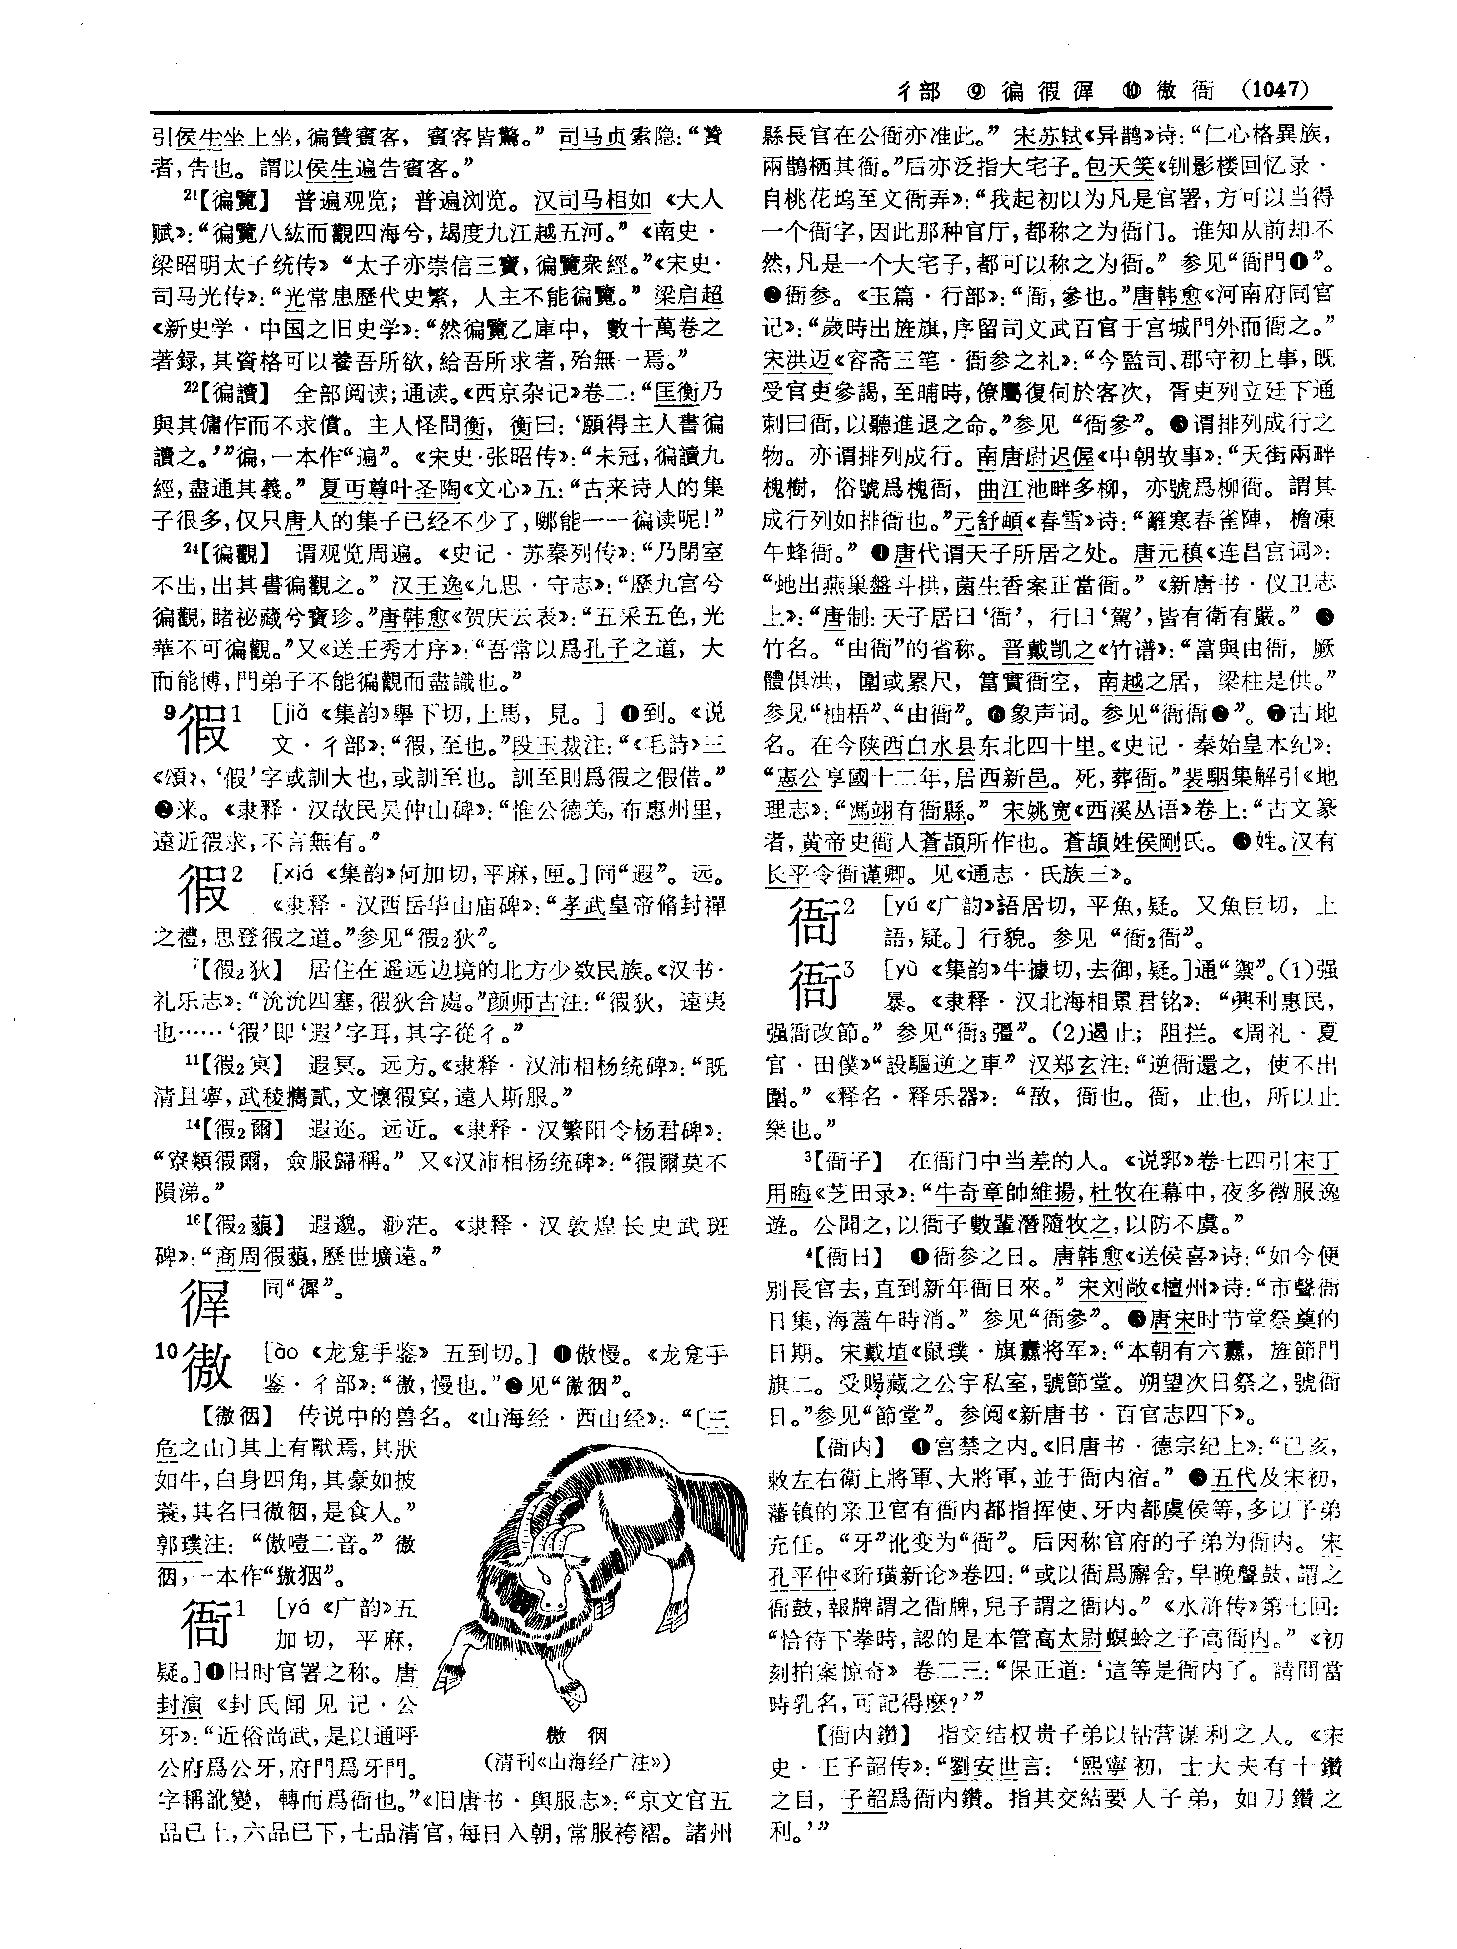 彳部 ⑨徧徦徥 ⑩徶衙 (1047)
引侯生坐上坐，徧贊賓客，賓客皆驚。”司马贞索隐：“贊
者，告也。謂以侯生遍告賓客。”
21【徧覽】 普遍观览；普遍浏览。汉司马相如《大人
赋》：“徧覽八紘而觀四海兮，朅度九江越五河。”《南史·
梁昭明太子统传》“太子亦崇信三寶，徧覽衆經。”《宋史·
司马光传》：“光常患歷代史繁，人主不能徧覽。”梁启超
《新史学·中国之旧史学》：“然徧覽乙庫中，數十萬卷之
著録，其資格可以養吾所欲，給吾所求者，殆無一焉。”
22【徧讀】 全部阅读；通读。《西京杂记》卷二：“匡衡乃
與其傭作而不求償。主人怪問衡，衡曰：‘願得主人書徧
讀之。’”徧，一本作“遍”。《宋史·张昭传》：“未冠，徧讀九
經，盡通其義。”夏丏尊叶圣陶《文心》五：“古来诗人的集
子很多，仅只唐人的集子已经不少了，哪能一一徧读呢！”
24【徧觀】 谓观览周遍。《史记·苏秦列传》：“乃閉室
不出，出其書徧觀之。”汉王逸《九思·守志》：“歷九宫兮
徧觀，睹祕藏兮寶珍。”唐韩愈《贺庆云表》：“五采五色，光
華不可徧觀。”又《送王秀才序》：“吾常以爲孔子之道，大
而能博，門弟子不能徧觀而盡識也。”
9徦1 [jiǎ《集韵》舉下切，上馬，見。] ❶到。《说
文·彳部》：“徦，至也。”段玉裁注：“《毛詩》三
《頌》，‘假’字或訓大也，或訓至也。訓至則爲徦之假借。”
❷来。《隶释·汉故民吴仲山碑》：“惟公德美，布惠州里，
遠近徦求，不言無有。”
徦2 [xiá《集韵》何加切，平麻，匣。]同“遐”。远。
《隶释·汉西岳华山庙碑》：“孝武皇帝脩封禪
之禮，思登徦之道。”参见“徦2狄”。
7【徦2狄】 居住在遥远边境的北方少数民族。《汉书·
礼乐志》：“沇沇四塞，徦狄合處。”颜师古注：“徦狄，遠夷
也……‘徦’即‘遐’字耳，其字從彳。”
11【徦2冥】 遐冥。远方。《隶释·汉沛相杨统碑》：“既
清且寧，武稜攜貳，文懷徦冥，遠人斯服。”
14【徦2爾】 遐迩。远近。《隶释·汉繁阳令杨君碑》：
“寮類徦爾，僉服歸稱。”又《汉沛相杨统碑》：“徦爾莫不
隕涕。”
18【徦2藐】 遐邈。渺茫。《隶释·汉敦煌长史武斑
碑》：“商周徦藐，歷世壙遠。”
同“徲”。
10 [ào《龙龛手鉴》五到切。] ❶傲慢。《龙龛手
鉴·彳部》：“㠂，慢也。”❷见“㠂㣘”。
传说中的兽名。《山海经·西山经》：“〔三
危之山〕其上有獸焉，其狀
如牛，白身四角，其豪如披
蓑，其名曰㠂㣘，是食人。”
郭璞注：“傲噎二音。”㠂
㣘，一本作“獓㹶”。
衙1 [yá《广韵》五
加切，平麻，
疑。]❶旧时官署之称。唐
封演《封氏闻见记·公
牙》：“近俗尚武，是以通呼
公府爲公牙，府門爲牙門。
字稱訛變，轉而爲衙也。”《旧唐书·舆服志》：“京文官五
品已上，六品已下，七品清官，每日入朝，常服袴褶。諸州
(清刊《山海经广注》)
縣長官在公衙亦准此。”宋苏轼《异鹊》诗：“仁心格異族，
兩鵲栖其衙。”后亦泛指大宅子。包天笑《钏影楼回忆录·
自桃花坞至文衙弄》：“我起初以为凡是官署，方可以当得
一个衙字，因此那种官厅，都称之为衙门。谁知从前却不
然，凡是一个大宅子，都可以称之为衙。”参见“衙門❶”。
❷衙参。《玉篇·行部》：“衙，參也。”唐韩愈《河南府同官
记》：“歲時出旌旗，序留司文武百官于宫城門外而衙之。”
宋洪迈《容斋三笔·衙参之礼》：“今監司、郡守初上事，既
受官吏參謁，至晡時，僚屬復伺於客次，胥吏列立廷下通
刺曰衙，以聽進退之命。”参见“衙參”。❸谓排列成行之
物。亦谓排列成行。南唐尉迟偓《中朝故事》：“天街兩畔
槐樹，俗號爲槐衙，曲江池畔多柳，亦號爲柳衙。謂其
成行列如排衙也。”元舒頔《春雪》诗：“籬寒春雀陣，檐凍
午蜂衙。”❹唐代谓天子所居之处。唐元稹《连昌宫词》：
“虵出燕巢盤斗拱，菌生香案正當衙。”《新唐书·仪卫志
上》：“唐制：天子居曰‘衙’，行曰‘駕’，皆有衛有嚴。”❺
竹名。“由衙”的省称。晋戴凯之《竹谱》：“篔與由衙，厥
體俱洪，圍或累尺，篔實衙空，南越之居，梁柱是供。”
参见“柚梧”、“由衙”。❻象声词。参见“衙衙❷”。❼古地
名。在今陕西白水县东北四十里。《史记·秦始皇本纪》：
“憲公享國十二年，居西新邑。死，葬衙。”裴駰集解引《地
理志》：“馮翊有衙縣。”宋姚宽《西溪丛语》卷上：“古文篆
者，黄帝史衙人蒼頡所作也。蒼頡姓侯剛氏。❽姓。汉有
长平令衙谨卿。见《通志·氏族三》。
衙2 [yú《广韵》語居切，平魚，疑。又魚巨切，上
語，疑。] 行貌。参见“衙2衙”。
衙3 [yù《集韵》牛據切，去御，疑。]通“禦”。(1)强
暴。《隶释·汉北海相景君铭》：“興利惠民，
强衙改節。”参见“衙3彊”。(2)遏止；阻拦。《周礼·夏
官·田僕》“設驅逆之車”汉郑玄注：“逆衙還之，使不出
圍。”《释名·释乐器》：“敔，衙也。衙，止也，所以止
樂也。”
3【衙子】 在衙门中当差的人。《说郛》卷七四引宋丁
用晦《芝田录》：“牛奇章帥維揚，杜牧在幕中，夜多微服逸
遊。公聞之，以衙子數輩潛隨牧之，以防不虞。”
4【衙日】 ❶衙参之日。唐韩愈《送侯喜》诗：“如今便
别長官去，直到新年衙日來。”宋刘敞《檀州》诗：“市聲衙
日集，海蓋午時消。”参见“衙參”。❷唐宋时节堂祭奠的
日期。宋戴埴《鼠璞·旗纛将军》：“本朝有六纛，旌節門
旗二。受賜藏之公宇私室，號節堂。朔望次日祭之，號衙
日。”参见“節堂”。参阅《新唐书·百官志四下》。
【衙内】 ❶宫禁之内。《旧唐书·德宗纪上》：“己亥，
敕左右衛上將軍、大將軍，並于衙内宿。”❷五代及宋初，
藩镇的亲卫官有衙内都指挥使、牙内都虞侯等，多以子弟
充任。“牙”讹变为“衙”。后因称官府的子弟为衙内。宋
孔平仲《珩璜新论》卷四：“或以衙爲廨舍，早晚聲鼓，謂之
衙鼓，報牌謂之衙牌，兒子謂之衙内。”《水浒传》第七回：
“恰待下拳時，認的是本管高太尉螟蛉之子高衙内。”《初
刻拍案惊奇》卷二三：“保正道：‘這等是衙内了。請問當
時乳名，可記得麽？’”
【衙内鑽】 指交结权贵子弟以钻营谋利之人。《宋
史·王子韶传》：“劉安世言：‘熙寧初，士大夫有十鑽
之目，子韶爲衙内鑽。指其交結要人子弟，如刀鑽之
利。’”